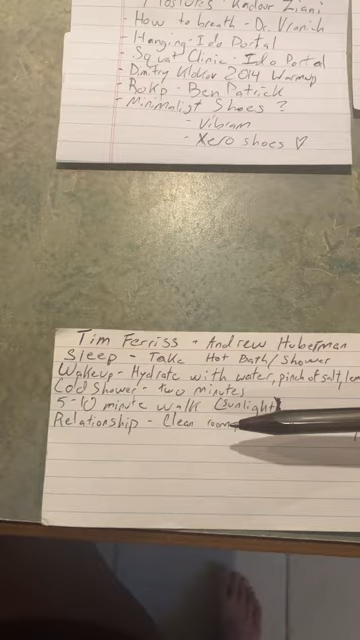 Postures - Kadour Ziani
- How to breath - Dr. Vranich
- Hanging - Ido Portal
- Squat Clinic - Ido Portal
- Dmitry Klokov 2014 Warmup
- Ben Patrick
- Minimalist Shoes ?
- Vibram
- Xero shoes ♡
Tim Ferriss + Andrew Huberman
Sleep - Take Hot Bath/Shower
Wakeup - Hydrate with water, pinch of salt,
Cold Shower - two minutes
5-10 minute walk (sunlight)
Relationship - Clean room,